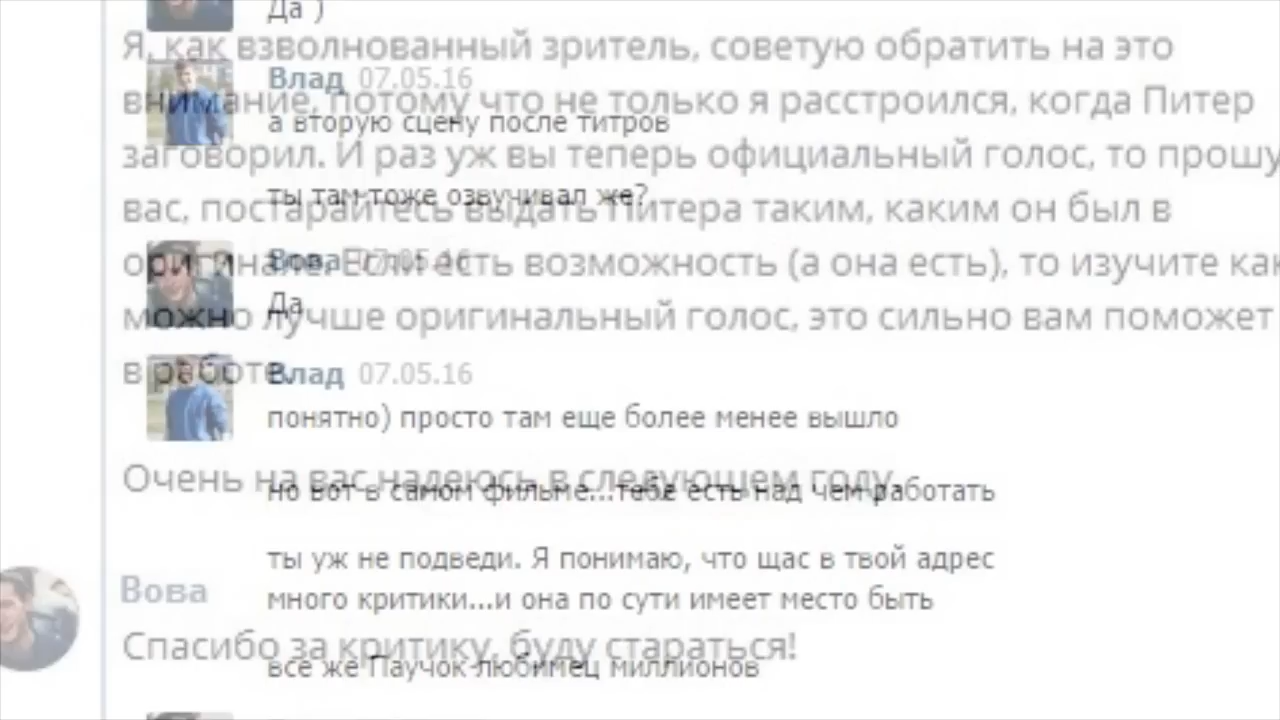 Да )
Я, как взволнованный зритель, советую обратить на это
Влад 07.05.16
внимание, потому что не только я расстроился, когда Питер
а вторую сцену после титров
заговорил. И раз уж вы теперь официальный голос, то прошу
ты там тоже озвучивал же?
вас, постарайтесь выдать Питера таким, каким он был в
Вова 07.05.16
оригинале. Если есть возможность (а она есть), то изучите как
Да
можно лучше оригинальный голос, это сильно вам поможет
в работе.
Влад 07.05.16
понятно) просто там еще более менее вышло
Очень на вас надеюсь в следующем году.
но вот в самом фильме...тебе есть над чем работать
ты уж не подведи. Я понимаю, что щас в твой адрес
Вова
много критики...и она по сути имеет место быть
Спасибо за критику, буду стараться!
все же Паучок любимец миллионов